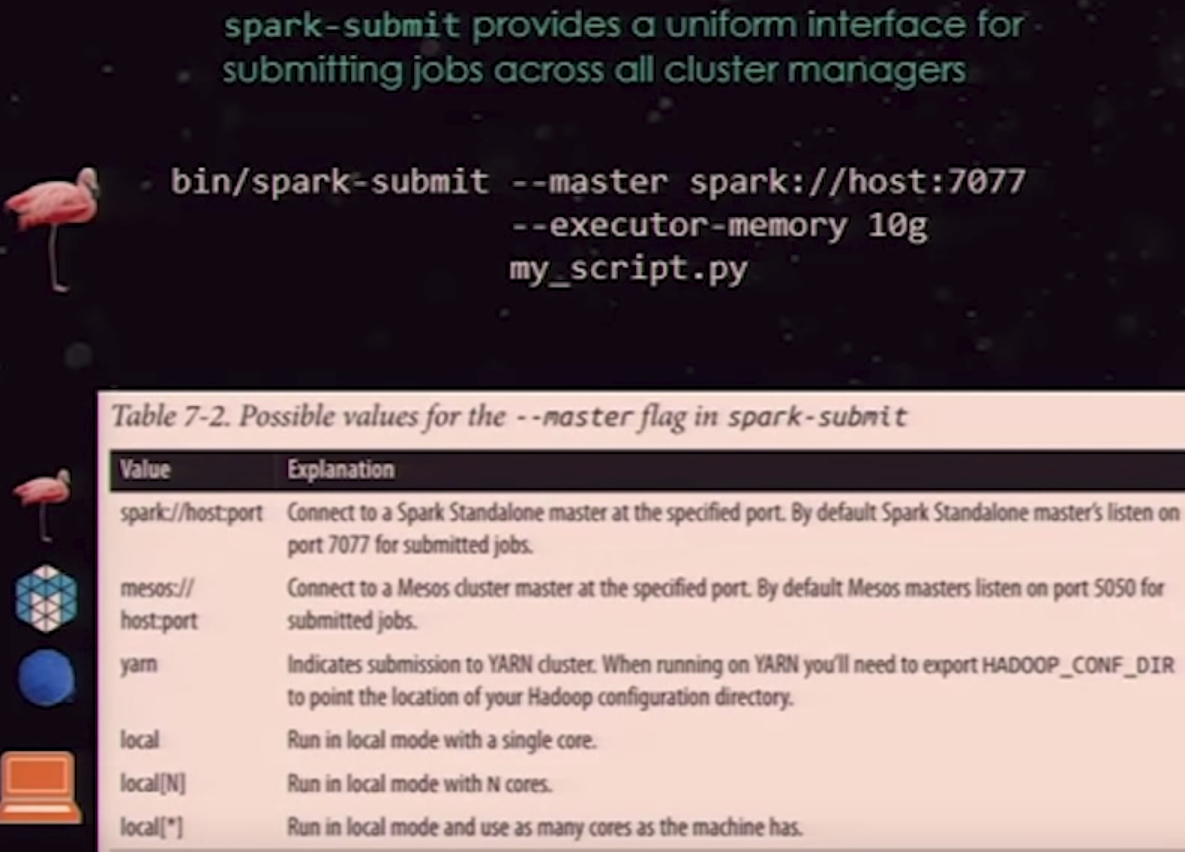 spark-submit provides a uniform interface for
submitting jobs across all cluster managers
bin/spark-submit --master spark://host:7077
--executor-memory 10g
my_script.py
Table 7-2. Possible values for the --master flag in spark-submit
Value Explanation
spark://host:port Connect to a Spark Standalone master at the specified port. By default Spark Standalone master's listen on
port 7077 for submitted jobs.
mesos:// Connect to a Mesos cluster master at the specified port. By default Mesos masters listen on port 5050 for
host:port submitted jobs.
yarn Indicates submission to YARN cluster. When running on YARN you'll need to export HADOOP_CONF_DIR
to point the location of your Hadoop configuration directory.
local Run in local mode with a single core.
local[N] Run in local mode with N cores.
local[*] Run in local mode and use as many cores as the machine has.